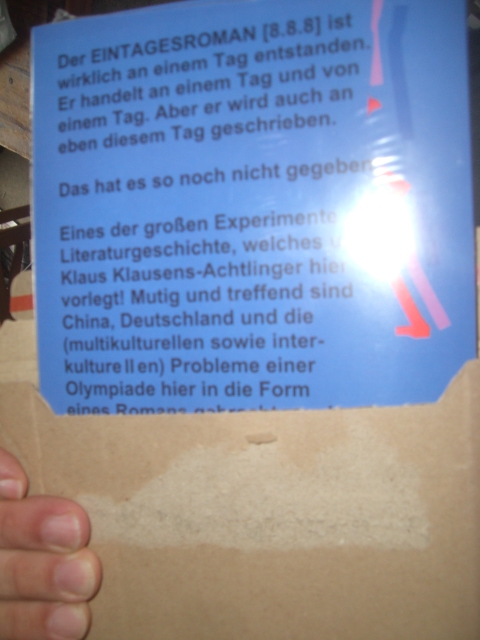 Der EINTAGESROMAN [8.8.8] ist
wirklich an einem Tag entstanden.
Er handelt an einem Tag und von
einem Tag. Aber er wird auch an
eben diesem Tag geschrieben.
Das hat es so noch nicht gegeben
Eines der großen Experimente
Literaturgeschichte, welches
Klaus Klausens-Achtlinger hier
vorlegt! Mutig und treffend sind
China, Deutschland und die
(multikulturellen sowie inter-
kulturellen) Probleme einer
Olympiade hier in die Form
eines Romans